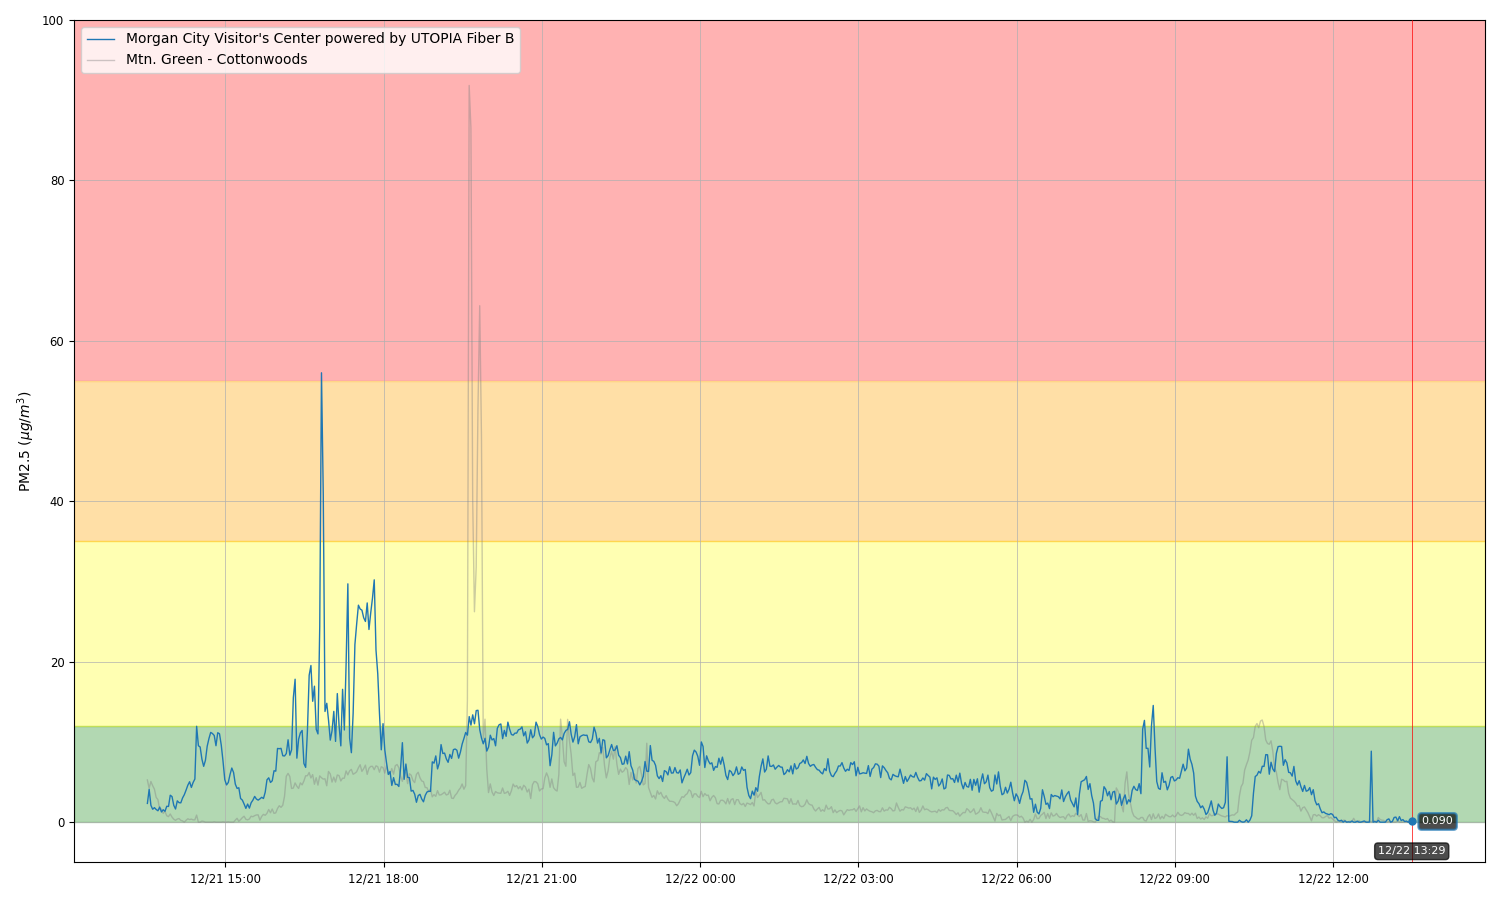 100
Morgan City Visitor's Center powered by UTOPIA Fiber B
Mtn. Green - Cottonwoods
80
60
PM2.5 (μg/m³)
40
20
0
0.090
12/22 13:29
12/21 15:00 12/21 18:00 12/21 21:00 12/22 00:00 12/22 03:00 12/22 06:00 12/22 09:00 12/22 12:00